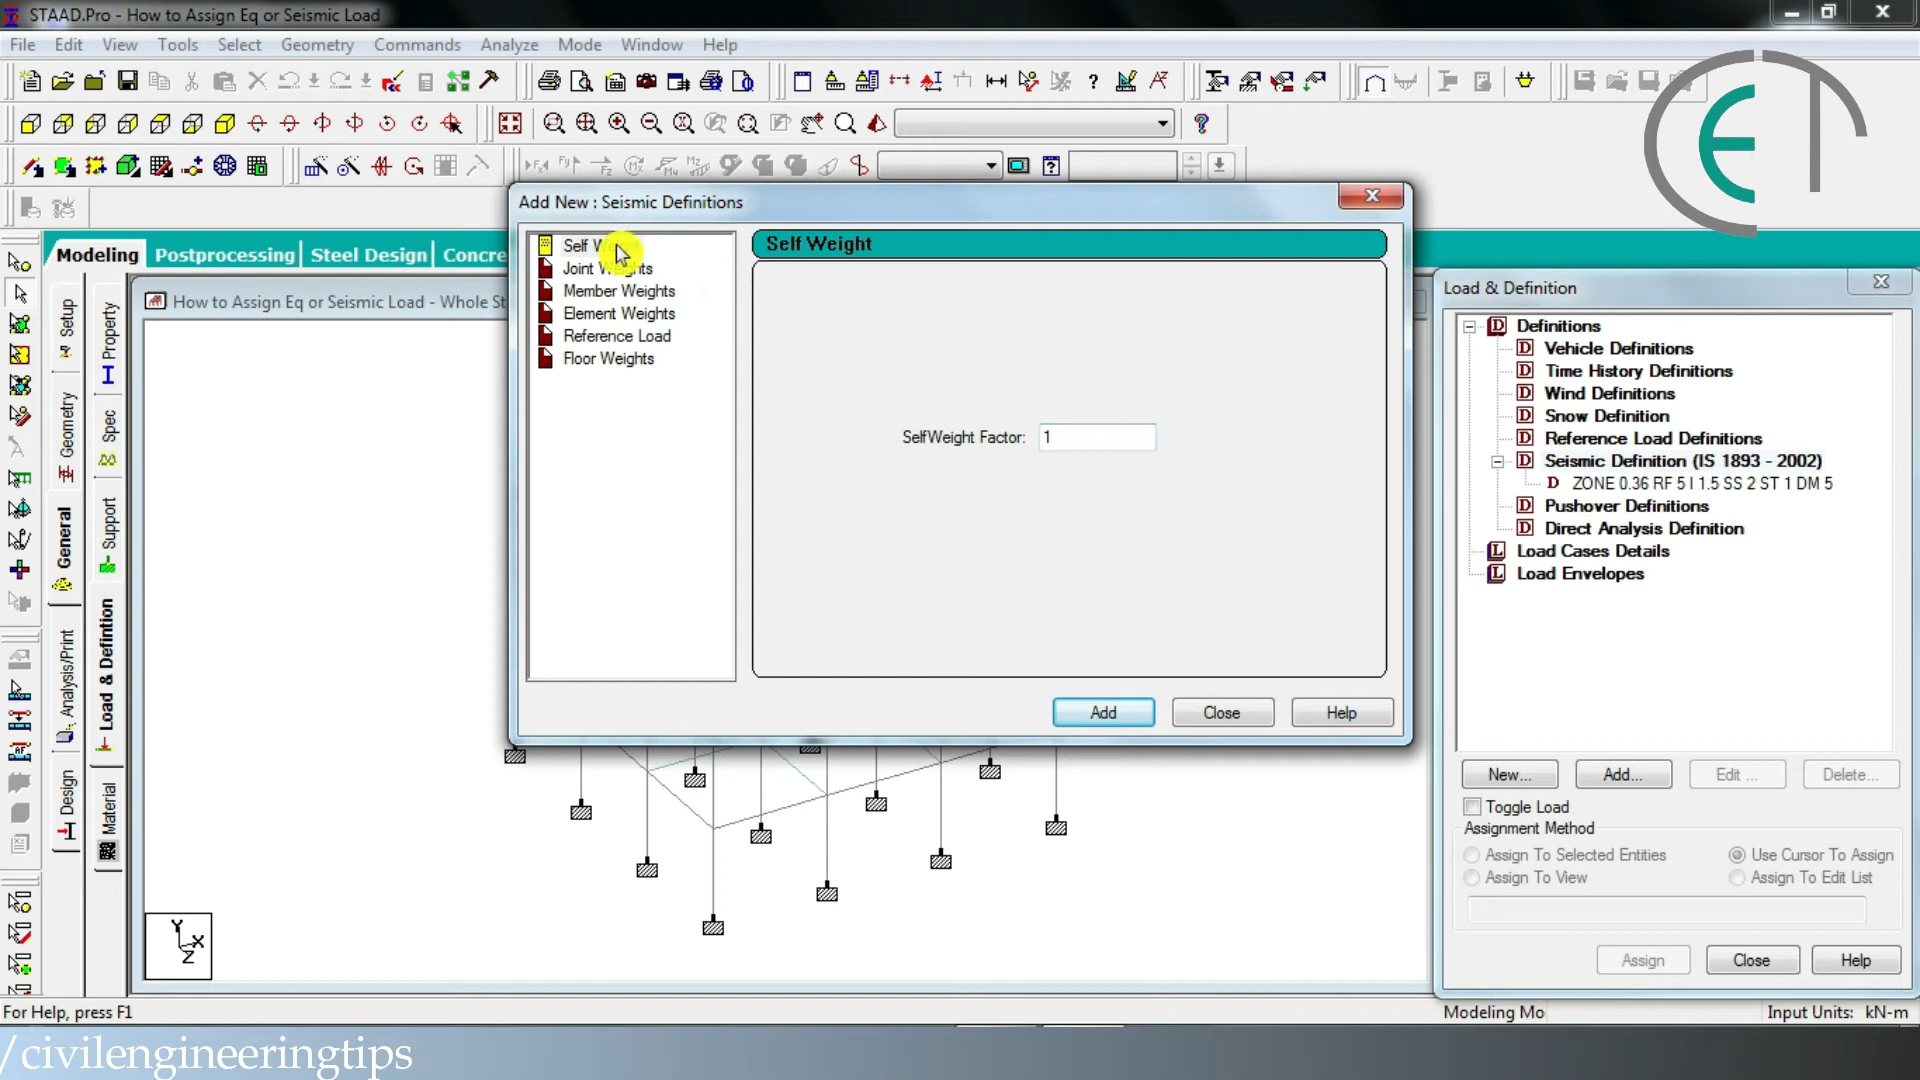 STAAD.Pro - How to Assign Eq or Seismic Load
File Edit View Tools Select Geometry Commands Analyze Mode Window Help
CET
Add New : Seismic Definitions
Self Weight
Joint Weights
Member Weights
Element Weights
Reference Load
Floor Weights
Self Weight
SelfWeight Factor: 1
Add Close Help
Modeling Postprocessing Steel Design Concre
How to Assign Eq or Seismic Load - Whole St
Setup
Geometry
General
Analysis/Print
Design
Property
Spec
Support
Load & Defintion
Material
Load & Definition
Definitions
Vehicle Definitions
Time History Definitions
Wind Definitions
Snow Definition
Reference Load Definitions
Seismic Definition (IS 1893 - 2002)
ZONE 0.36 RF 5 I 1.5 SS 2 ST 1 DM 5
Pushover Definitions
Direct Analysis Definition
Load Cases Details
Load Envelopes
New... Add... Edit ... Delete...
Toggle Load
Assignment Method
Assign To Selected Entities Use Cursor To Assign
Assign To View Assign To Edit List
Assign Close Help
Y
X
Z
For Help, press F1
Modeling Mo
Input Units: kN-m
/civilengineeringtips